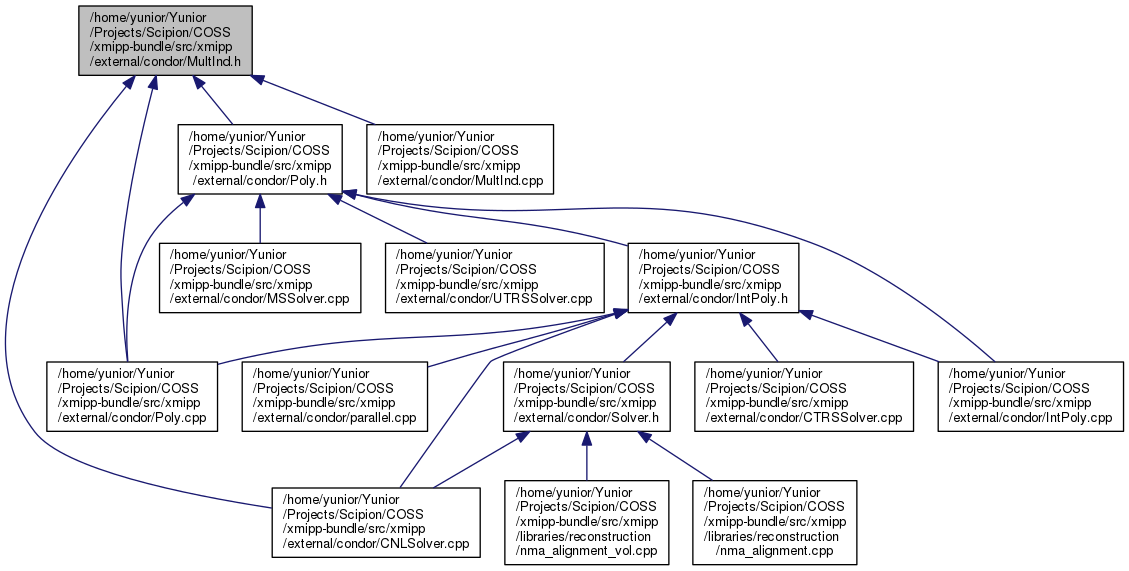 /home/yunior/Yunior
/Projects/Scipion/COSS
/xmipp-bundle/src/xmipp
/external/condor/MultInd.h
/home/yunior/Yunior
/Projects/Scipion/COSS
/xmipp-bundle/src/xmipp
/external/condor/Poly.h
/home/yunior/Yunior
/Projects/Scipion/COSS
/xmipp-bundle/src/xmipp
/external/condor/MultInd.cpp
/home/yunior/Yunior
/Projects/Scipion/COSS
/xmipp-bundle/src/xmipp
/external/condor/MSSolver.cpp
/home/yunior/Yunior
/Projects/Scipion/COSS
/xmipp-bundle/src/xmipp
/external/condor/UTRSSolver.cpp
/home/yunior/Yunior
/Projects/Scipion/COSS
/xmipp-bundle/src/xmipp
/external/condor/IntPoly.h
/home/yunior/Yunior
/Projects/Scipion/COSS
/xmipp-bundle/src/xmipp
/external/condor/Poly.cpp
/home/yunior/Yunior
/Projects/Scipion/COSS
/xmipp-bundle/src/xmipp
/external/condor/parallel.cpp
/home/yunior/Yunior
/Projects/Scipion/COSS
/xmipp-bundle/src/xmipp
/external/condor/Solver.h
/home/yunior/Yunior
/Projects/Scipion/COSS
/xmipp-bundle/src/xmipp
/external/condor/CTRSSolver.cpp
/home/yunior/Yunior
/Projects/Scipion/COSS
/xmipp-bundle/src/xmipp
/external/condor/IntPoly.cpp
/home/yunior/Yunior
/Projects/Scipion/COSS
/xmipp-bundle/src/xmipp
/external/condor/CNLSolver.cpp
/home/yunior/Yunior
/Projects/Scipion/COSS
/xmipp-bundle/src/xmipp
/libraries/reconstruction
/nma_alignment_vol.cpp
/home/yunior/Yunior
/Projects/Scipion/COSS
/xmipp-bundle/src/xmipp
/libraries/reconstruction
/nma_alignment.cpp